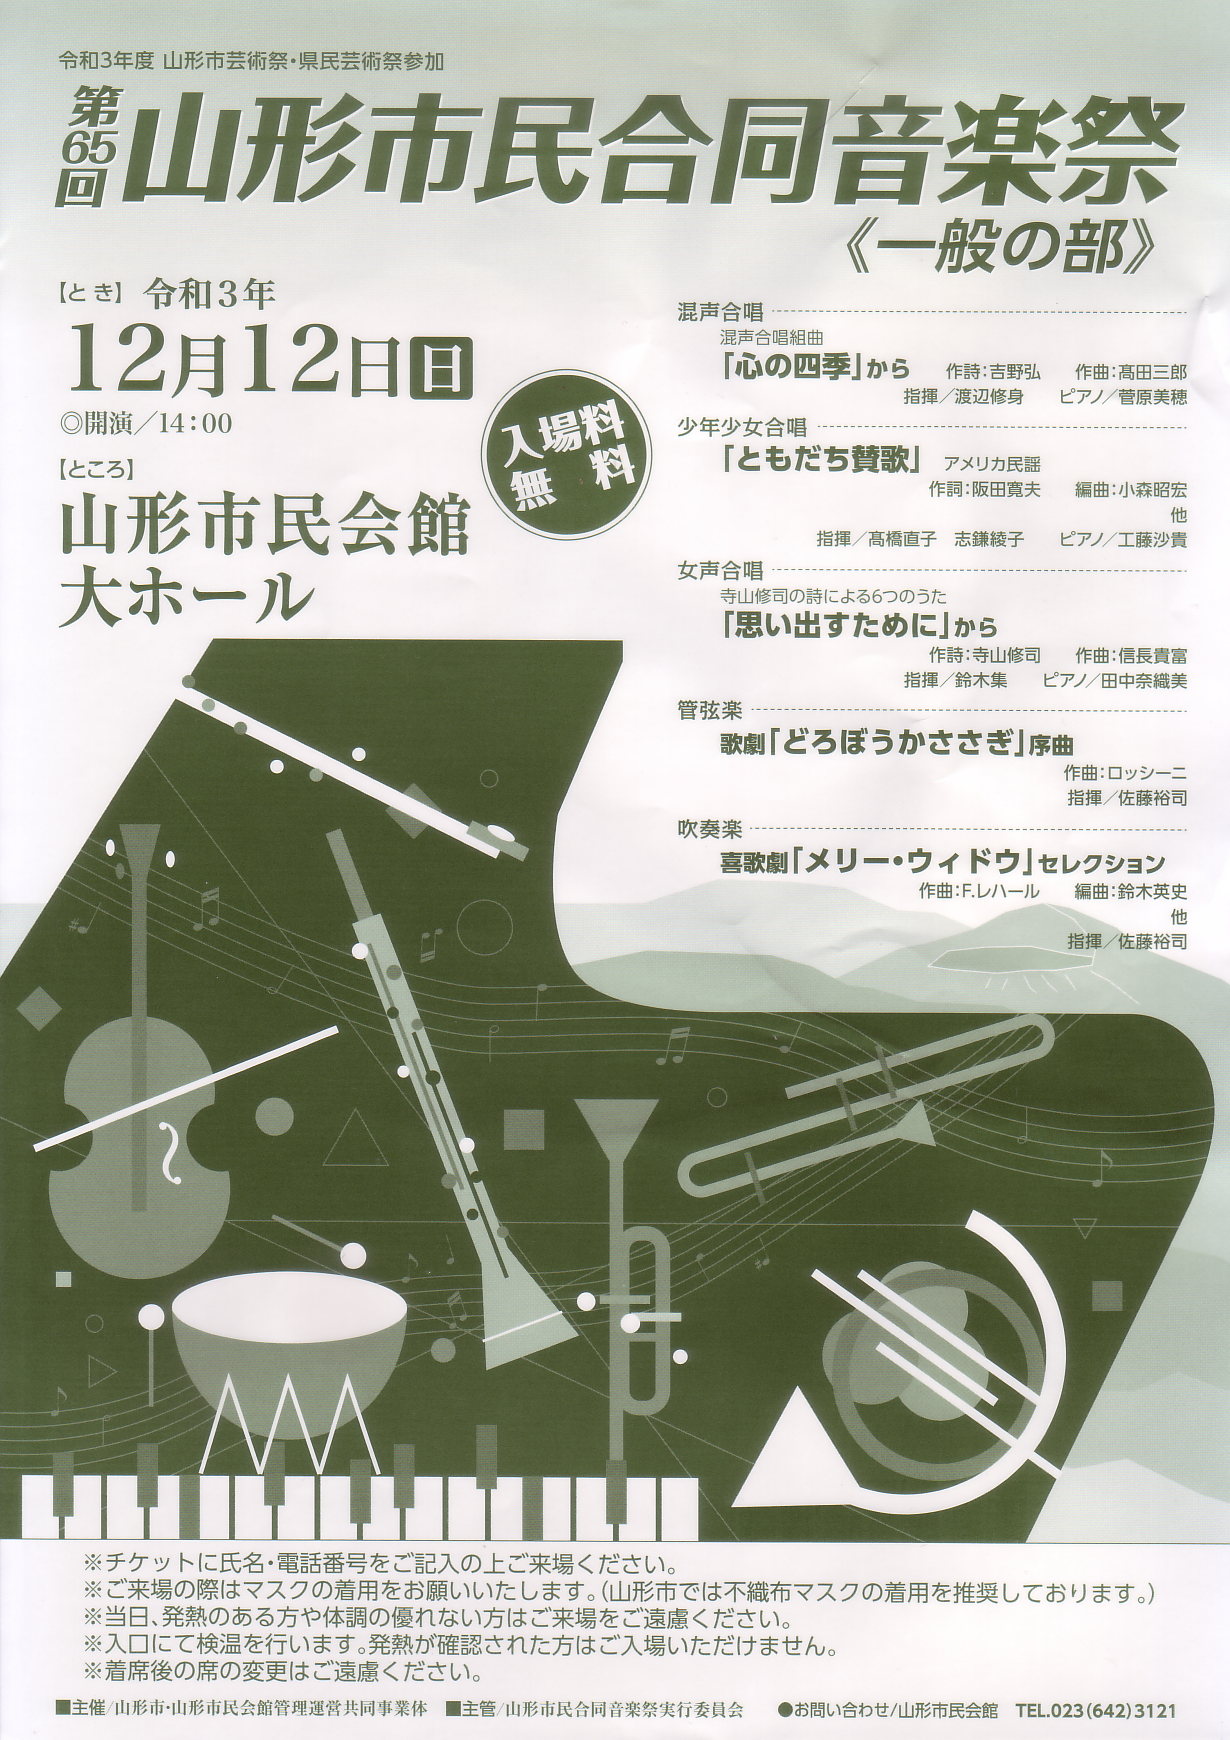 令和3年度 山形市芸術祭・県民芸術祭参加
第65回 山形市民合同音楽祭
《一般の部》
【とき】 令和3年
12月12日 日
◎開演／14：00
【ところ】
山形市民会館
大ホール
入場料
無料
混声合唱
混声合唱組曲
「心の四季」から 作詩：吉野弘 作曲：髙田三郎
指揮／渡辺修身 ピアノ／菅原美穂
少年少女合唱
「ともだち賛歌」 アメリカ民謡
作詞：阪田寛夫 編曲：小森昭宏
他
指揮／髙橋直子 志鎌綾子 ピアノ／工藤沙貴
女声合唱
寺山修司の詩による6つのうた
「思い出すために」から
作詩：寺山修司 作曲：信長貴富
指揮／鈴木集 ピアノ／田中奈織美
管弦楽
歌劇「どろぼうかささぎ」序曲
作曲：ロッシーニ
指揮／佐藤裕司
吹奏楽
喜歌劇「メリー・ウィドウ」セレクション
作曲：F.レハール 編曲：鈴木英史
他
指揮／佐藤裕司
※チケットに氏名・電話番号をご記入の上ご来場ください。
※ご来場の際はマスクの着用をお願いいたします。（山形市では不織布マスクの着用を推奨しております。）
※当日、発熱のある方や体調の優れない方はご来場をご遠慮ください。
※入口にて検温を行います。発熱が確認された方はご入場いただけません。
※着席後の席の変更はご遠慮ください。
■主催/山形市・山形市民会館管理運営共同事業体 ■主管/山形市民合同音楽祭実行委員会 ●お問い合わせ/山形市民会館 TEL.023(642)3121